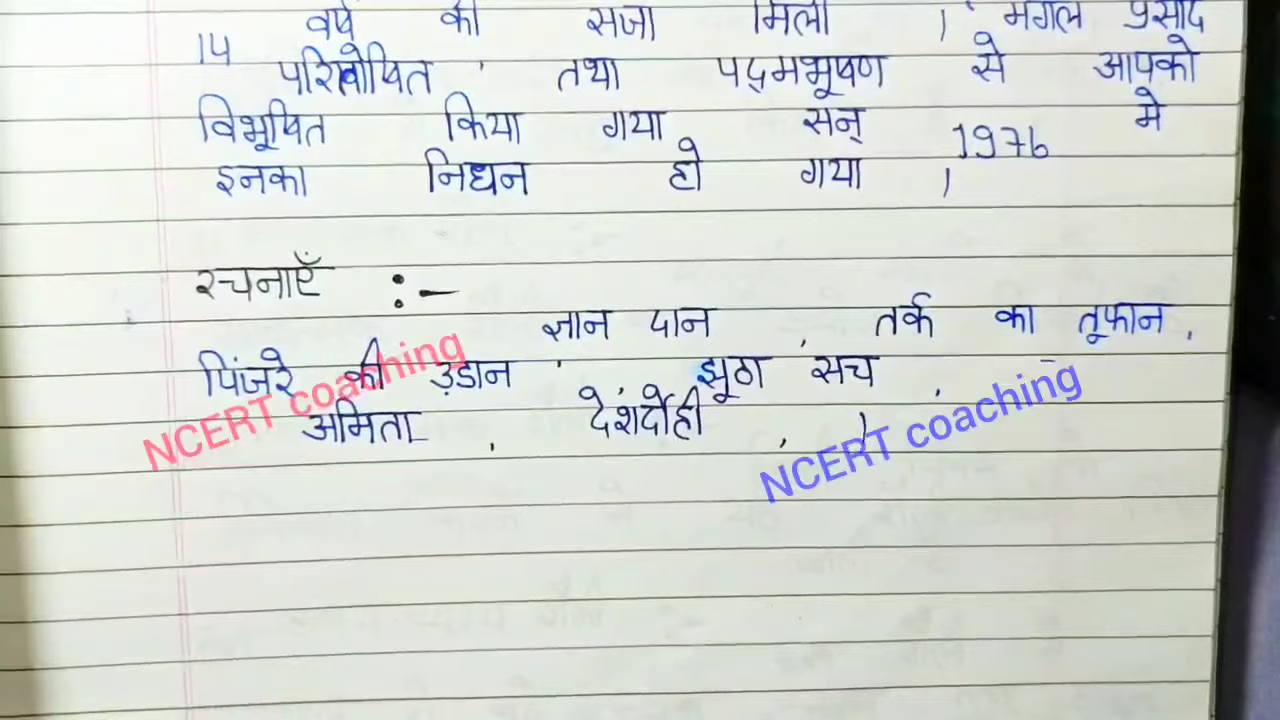 14 वर्ष की सजा मिली । मंगल प्रसाद
परितोषित तथा पद्मभूषण से आपको
विभूषित किया गया सन् 1976 मे
इनका निधन हो गया ।
रचनाएँ :-
ज्ञान दान , तर्क का तूफान ,
पिंजरे की उड़ान , झूठा सच ,
अमिता , देशद्रोही , ।
NCERT coaching
NCERT coaching